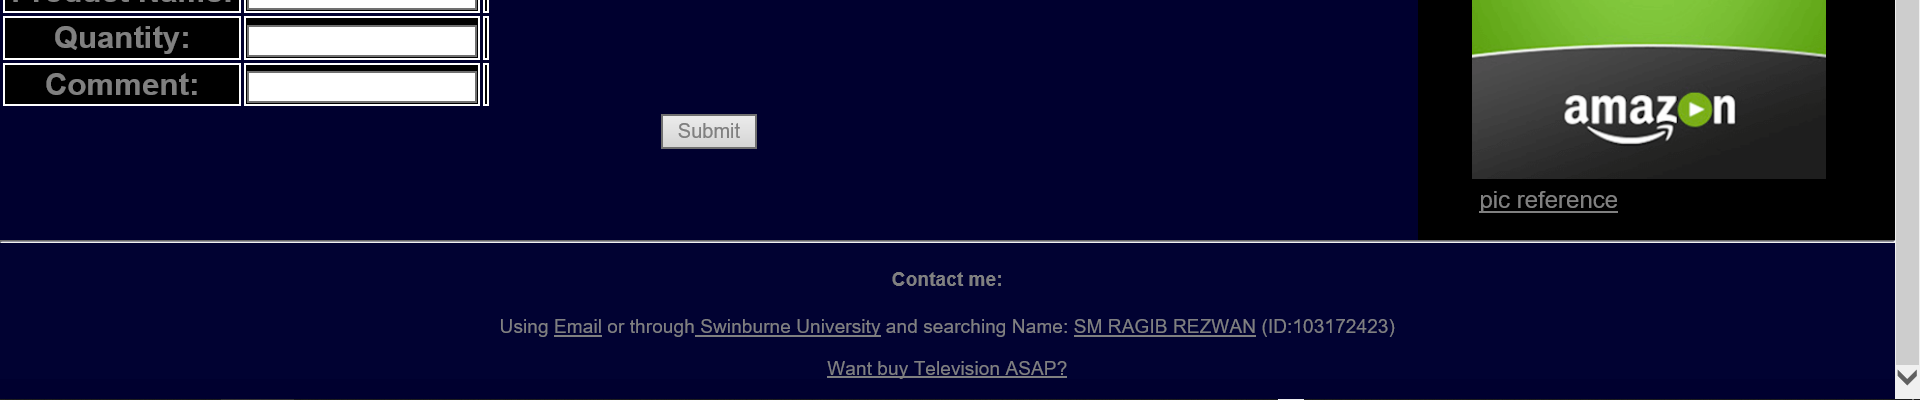 Product Name:
Quantity:
Comment:
Submit
amazon
pic reference
Contact me:
Using Email or through Swinburne University and searching Name: SM RAGIB REZWAN (ID:103172423)
Want buy Television ASAP?